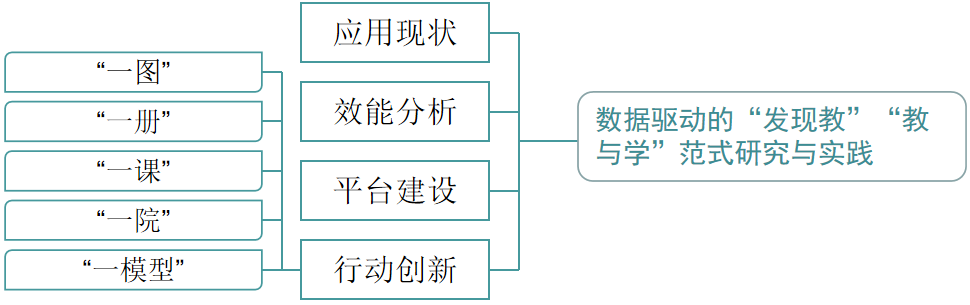 应用现状
效能分析
平台建设
行动创新
“一图”
“一册”
“一课”
“一院”
“一模型”
数据驱动的“发现教”“教
与学”范式研究与实践